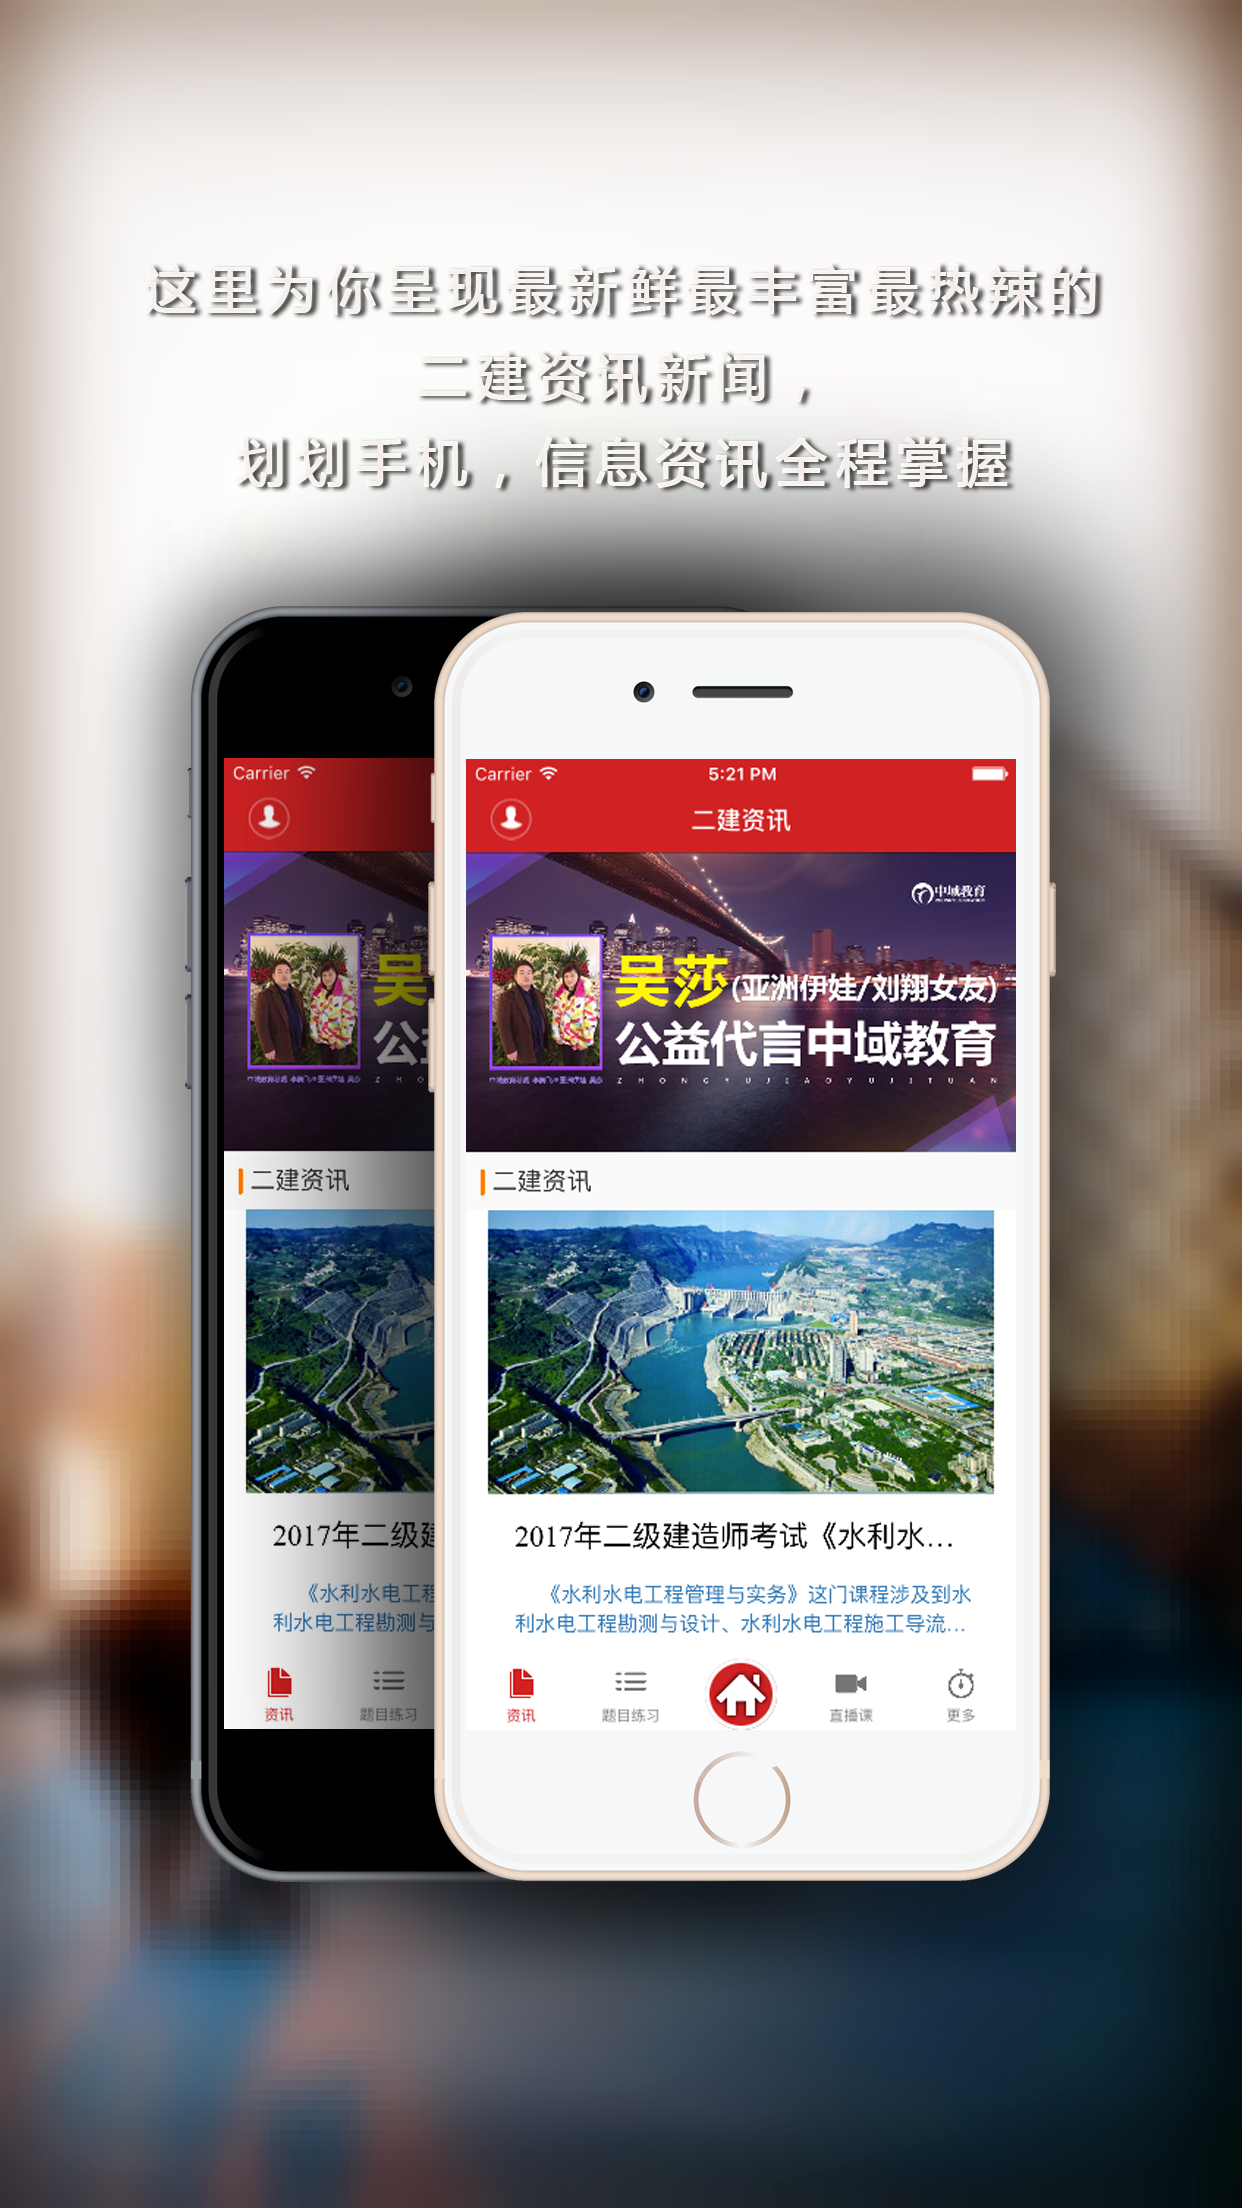 这里为你呈现最新鲜最丰富最热辣的
二建资讯新闻，
划划手机，信息资讯全程掌握
Carrier
二建资讯
2017年二级建
《水利水电工程
利水电工程勘测与
资讯
题目练习
Carrier
5:21 PM
二建资讯
中域教育
吴莎(亚洲伊娃/刘翔女友)
公益代言中域教育
ZHONGYUJIAOYUJITUAN
二建资讯
2017年二级建造师考试《水利水...
《水利水电工程管理与实务》这门课程涉及到水
利水电工程勘测与设计、水利水电工程施工导流...
资讯
题目练习
直播课
更多